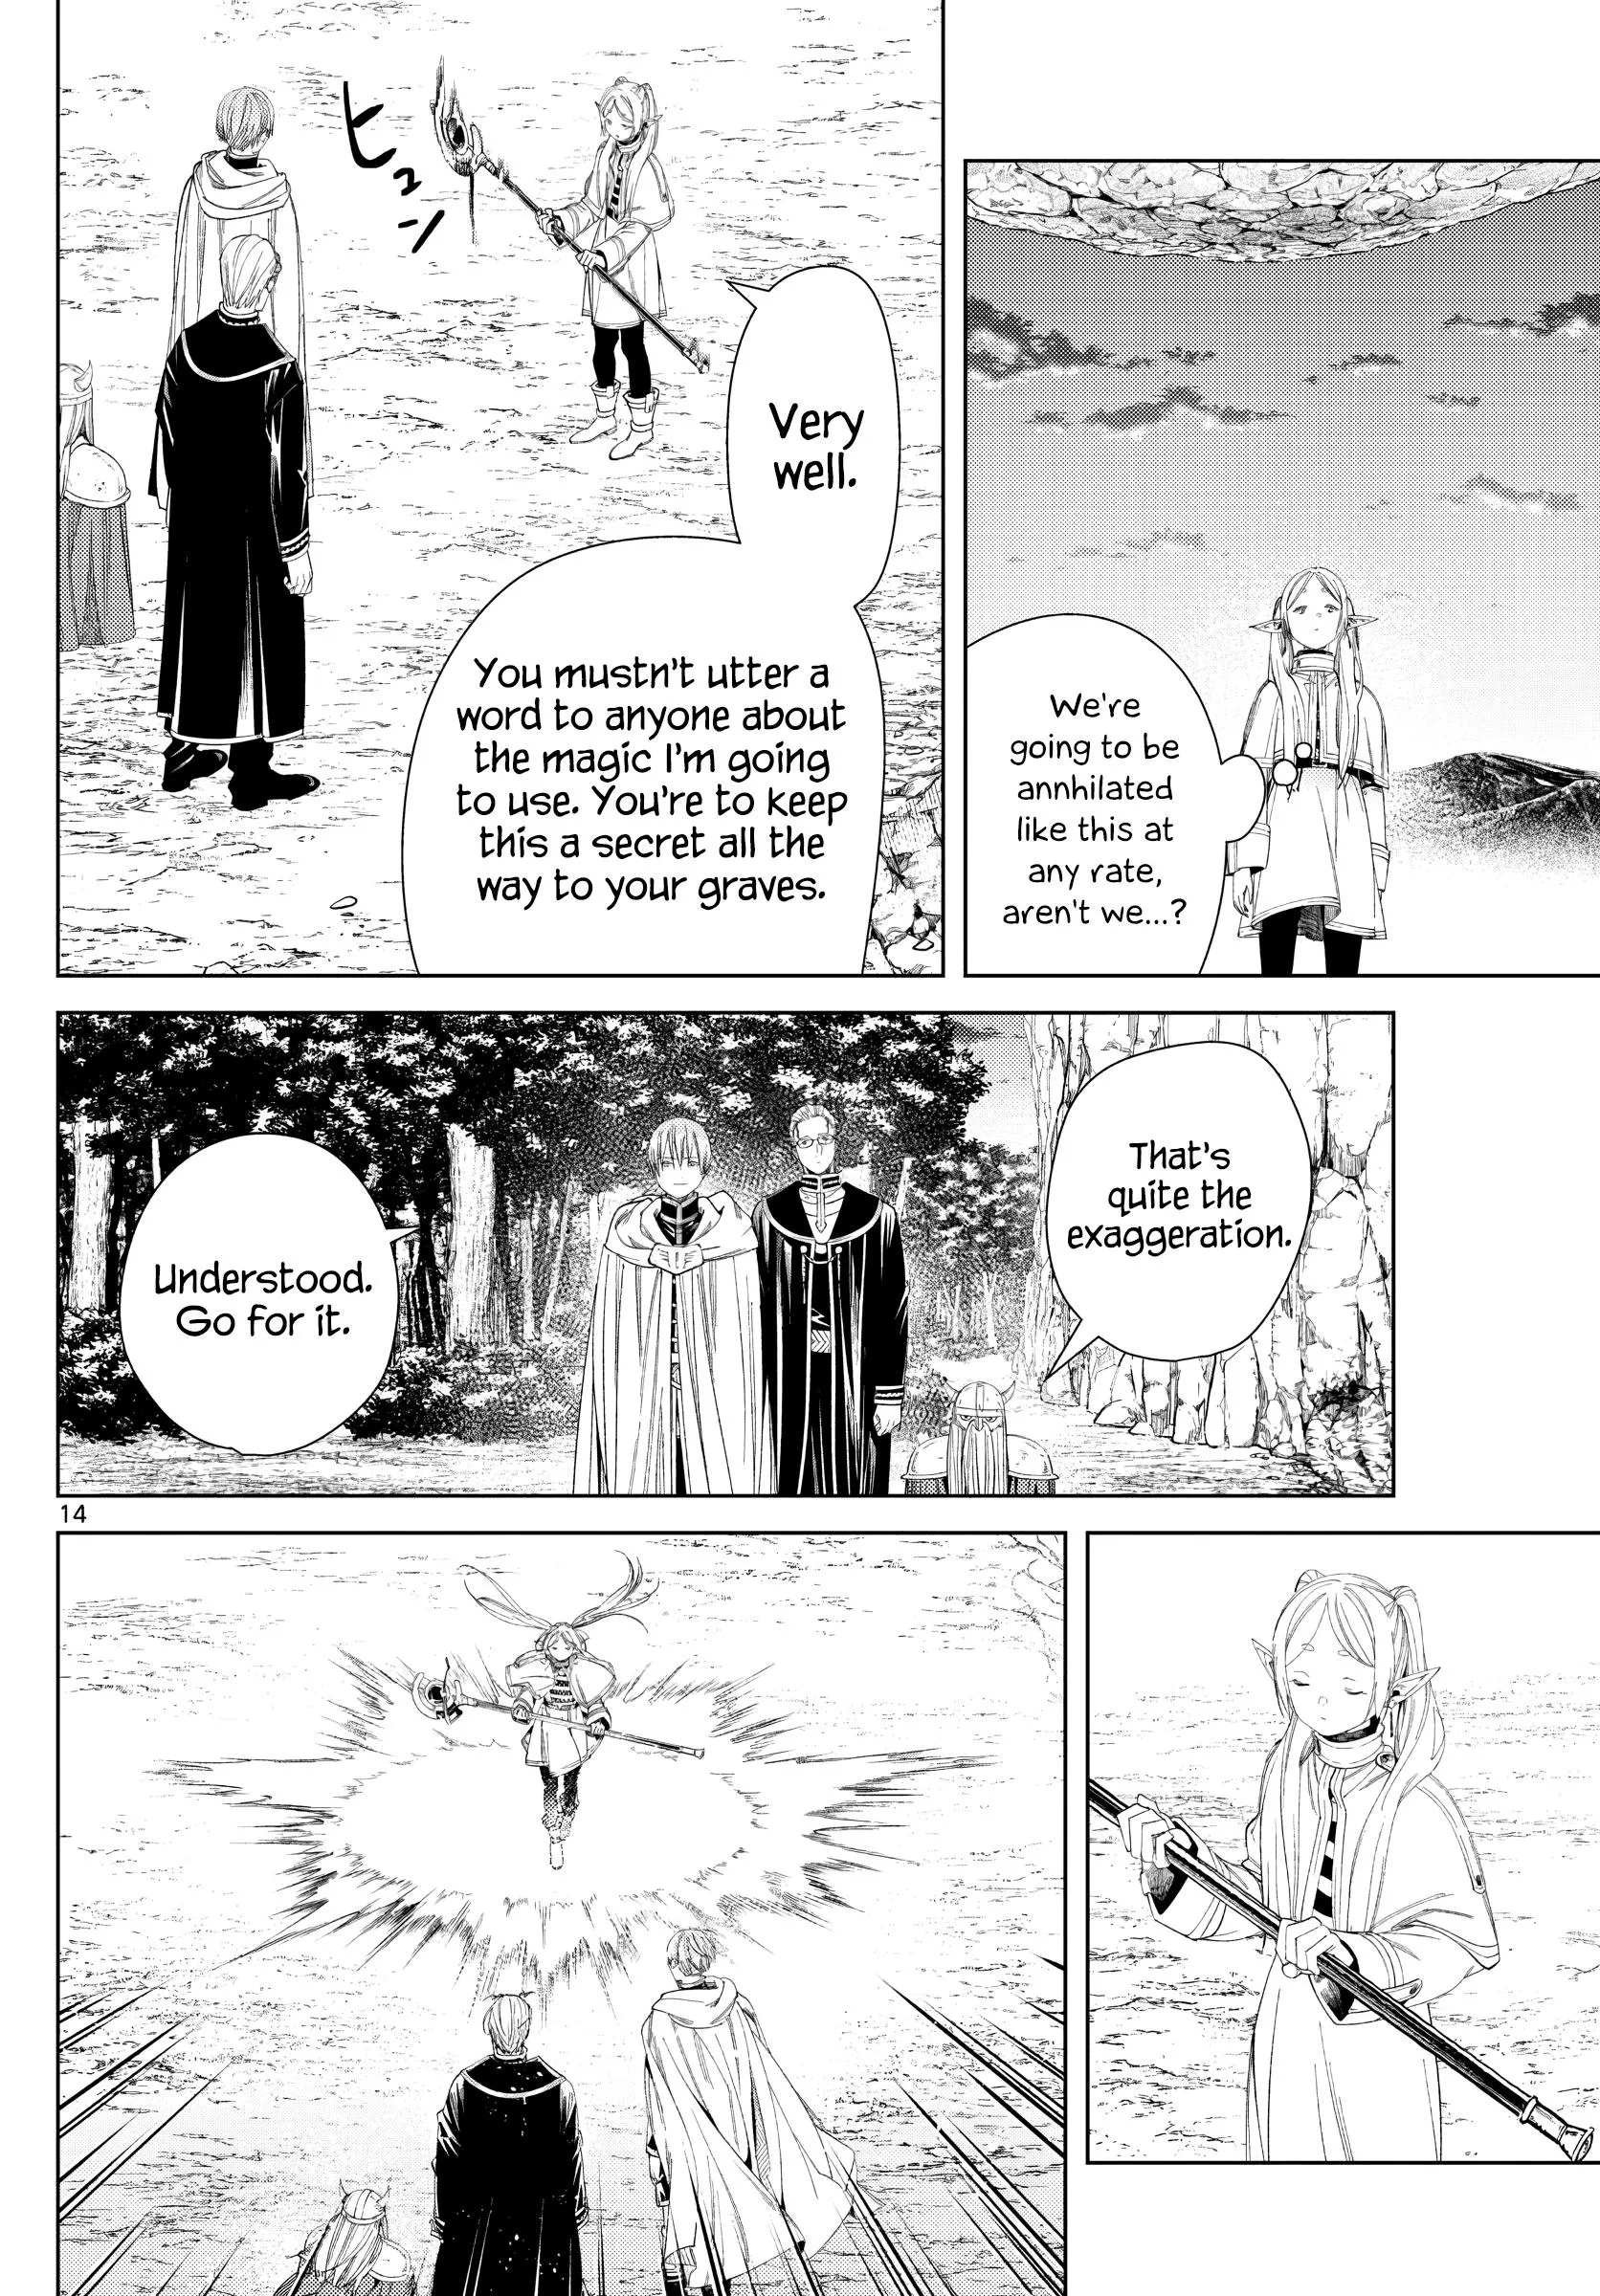 We're
going to be
annhilated
like this at
any rate,
aren't we...?
ヒュン
Very
well.
You mustn't utter a
word to anyone about
the magic I'm going
to use. You're to keep
this a secret all the
way to your graves.
That's
quite the
exaggeration.
Understood.
Go for it.
14